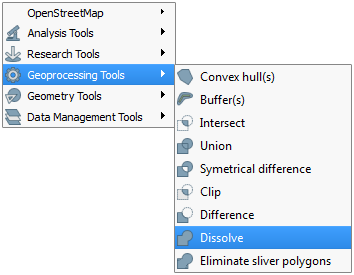 OpenStreetMap
Analysis Tools
Research Tools
Geoprocessing Tools
Geometry Tools
Data Management Tools
Convex hull(s)
Buffer(s)
Intersect
Union
Symetrical difference
Clip
Difference
Dissolve
Eliminate sliver polygons